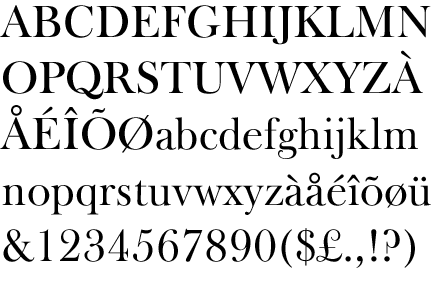 ABCDEFGHIJKLMN
OPQRSTUVWXYZÀ
ÅÉÎÕØabcdefghijklm
nopqrstuvwxyzàåéîõøü
&1234567890($£.,!?)